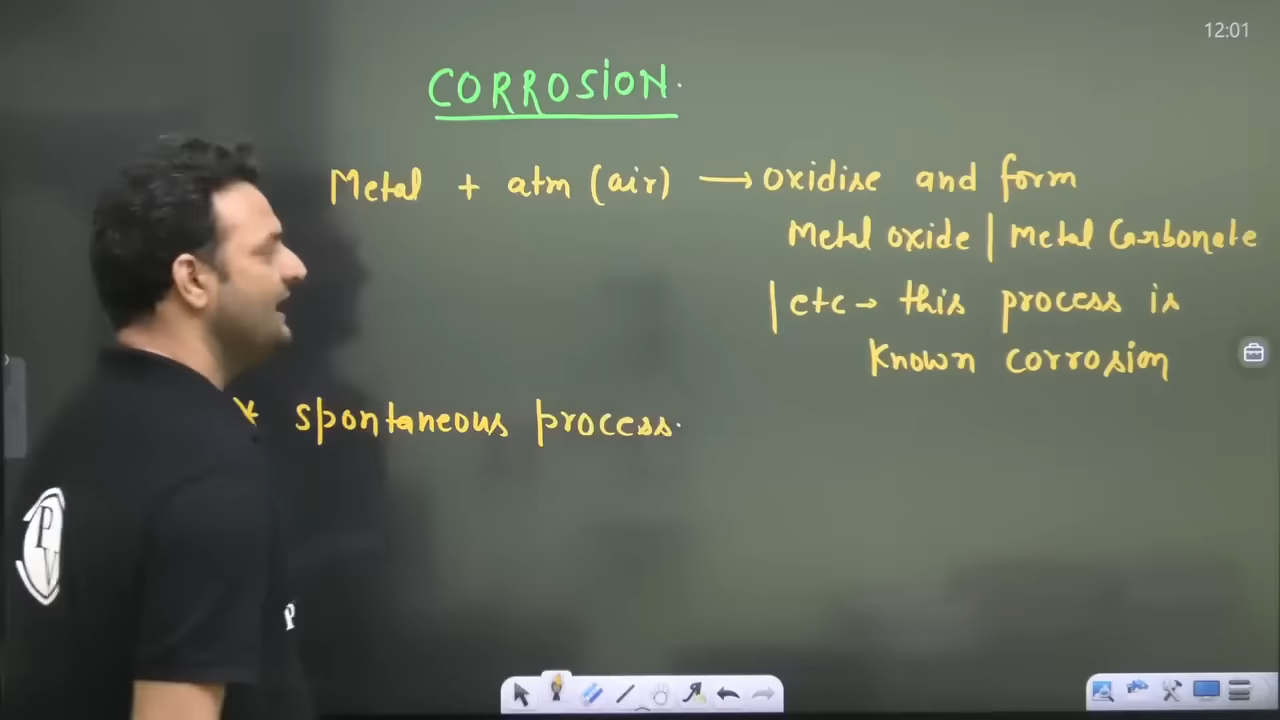 12:01
CORROSION.
Metal + atm (air) → oxidise and form
Metal oxide | Metal Carbonate
| etc → this process is
Known corrosion
* spontaneous process.
P
W
P